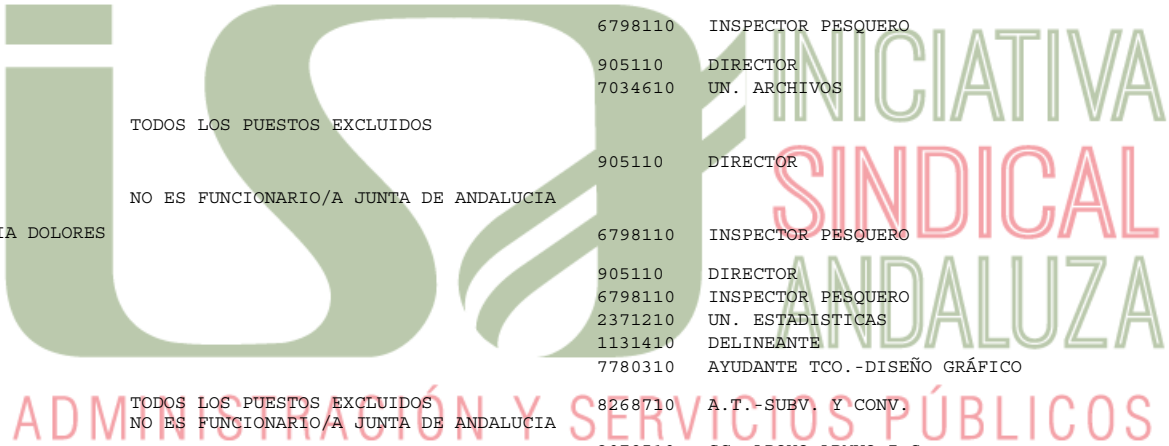 6798110 INSPECTOR PESQUERO
905110 DIRECTOR
7034610 UN. ARCHIVOS
TODOS LOS PUESTOS EXCLUIDOS
905110 DIRECTOR
NO ES FUNCIONARIO/A JUNTA DE ANDALUCIA
IA DOLORES 6798110 INSPECTOR PESQUERO
905110 DIRECTOR
6798110 INSPECTOR PESQUERO
2371210 UN. ESTADISTICAS
1131410 DELINEANTE
7780310 AYUDANTE TCO.-DISEÑO GRÁFICO
TODOS LOS PUESTOS EXCLUIDOS 8268710 A.T.-SUBV. Y CONV.
NO ES FUNCIONARIO/A JUNTA DE ANDALUCIA
isa
INICIATIVA
SINDICAL
ANDALUZA
ADMINISTRACIÓN Y SERVICIOS PÚBLICOS